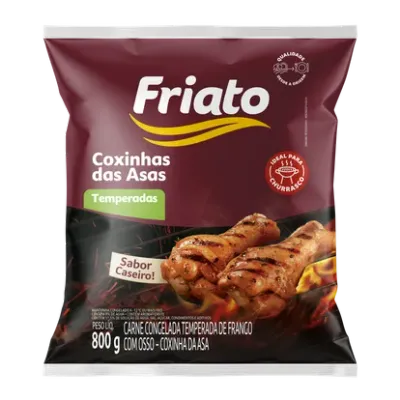 QUALIDADE
Friato
Coxinhas
das Asas
Temperadas
IDEAL PARA
CHURRASCO
Sabor
Caseiro!
PESO LÍQ.
800 g
CARNE CONGELADA TEMPERADA DE FRANGO
COM OSSO - COXINHA DA ASA